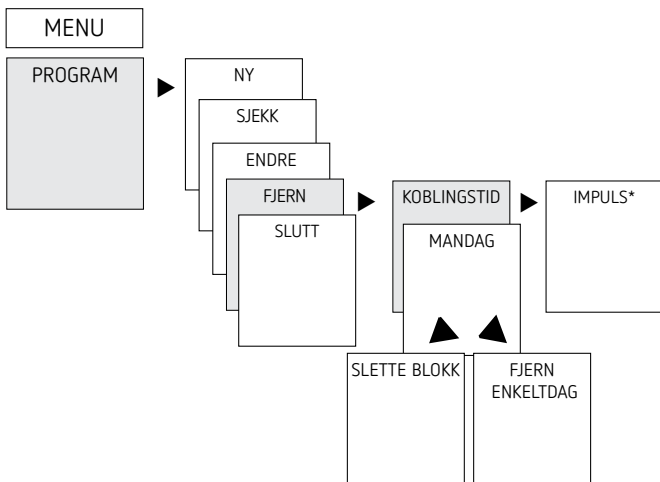 MENU
PROGRAM
NY
SJEKK
ENDRE
FJERN
SLUTT
KOBLINGSTID
MANDAG
IMPULS*
SLETTE BLOKK
FJERN
ENKELTDAG